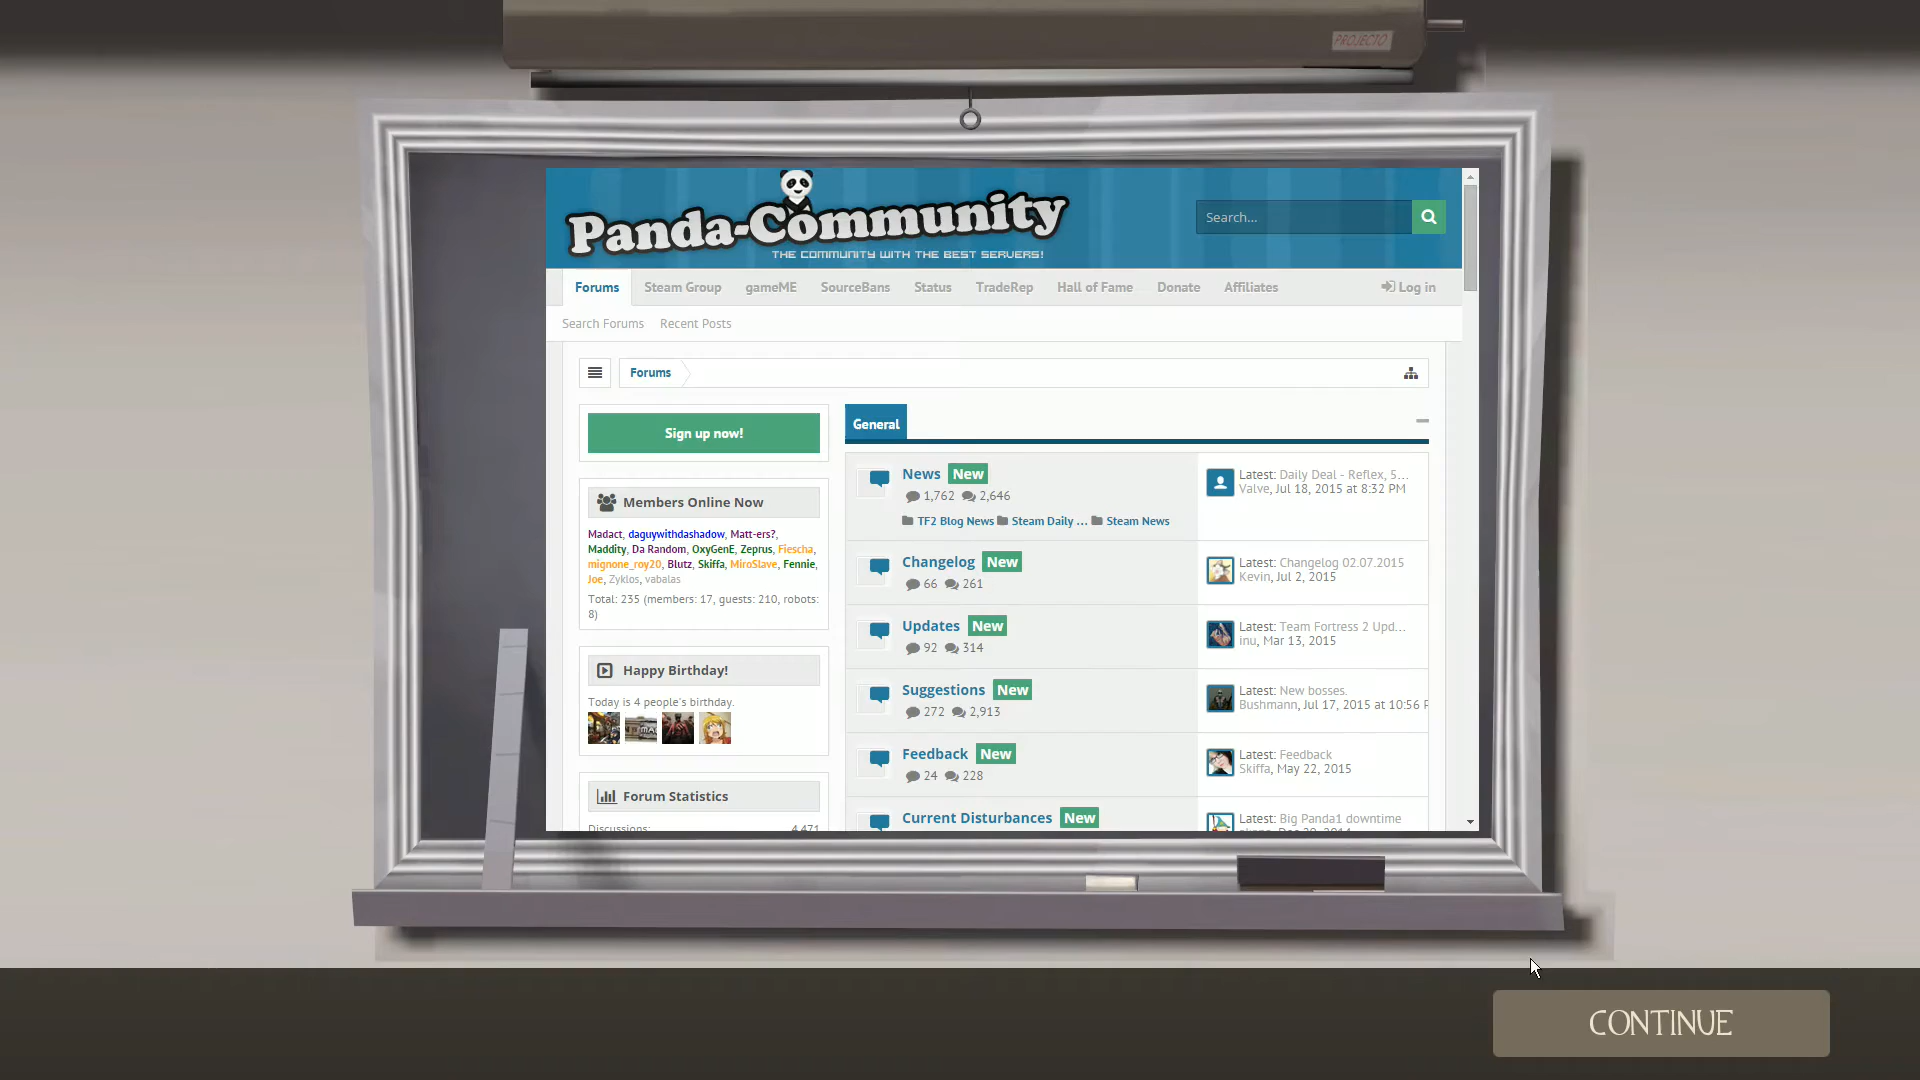 PROJECTO
Panda-Community
THE COMMUNITY WITH THE BEST SERVERS!
Search...
Forums Steam Group gameME SourceBans Status TradeRep Hall of Fame Donate Affiliates Log in
Search Forums Recent Posts
Forums
Sign up now!
Members Online Now
Madact, daguywithdashadow, Matt-ers?,
Maddity, Da Random, OxyGenE, Zeprus, Fiescha,
mignone_roy20, Blutz, Skiffa, MiroSlave, Fennie,
Joe, Zyklos, vabalas
Total: 235 (members: 17, guests: 210, robots:
8)
Happy Birthday!
Today is 4 people's birthday.
Forum Statistics
Discussions: 4,471
General
News New
1,762 2,646
TF2 Blog News Steam Daily ... Steam News
Latest: Daily Deal - Reflex, 5...
Valve, Jul 18, 2015 at 8:32 PM
Changelog New
66 261
Latest: Changelog 02.07.2015
Kevin, Jul 2, 2015
Updates New
92 314
Latest: Team Fortress 2 Upd...
inu, Mar 13, 2015
Suggestions New
272 2,913
Latest: New bosses.
Bushmann, Jul 17, 2015 at 10:56
Feedback New
24 228
Latest: Feedback
Skiffa, May 22, 2015
Current Disturbances New
Latest: Big Panda1 downtime
CONTINUE